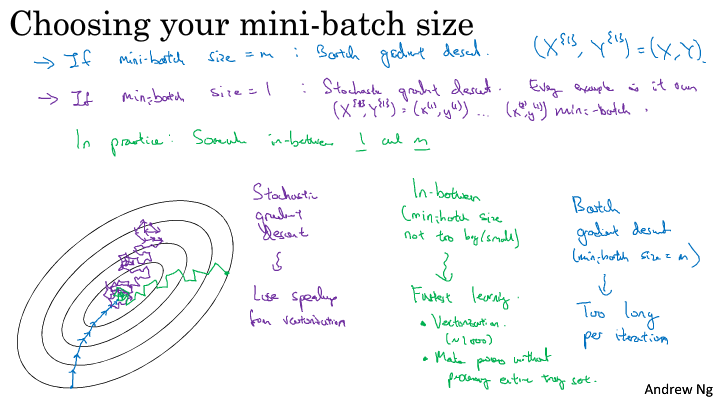 Choosing your mini-batch size
→ If mini-batch size = m : Batch gradient descent. (X^{1}, Y^{1}) = (X, Y).
→ If mini-batch size = 1 : Stochastic gradient descent. Every example is it own
(X^{1}, Y^{1}) = (x^(1), y^(1)) ... (x^(2), y^(2)) mini-batch.
In practice: Somewhere in-between 1 and m
Stochastic
gradient
descent
Lose speedup
from vectorization
In-between
(mini-batch size
not too big/small)
Fastest learning.
• Vectorization.
(~1000)
• Make progress without
processing entire training set.
Batch
gradient descent
(mini-batch size = m)
Too long
per iteration
Andrew Ng